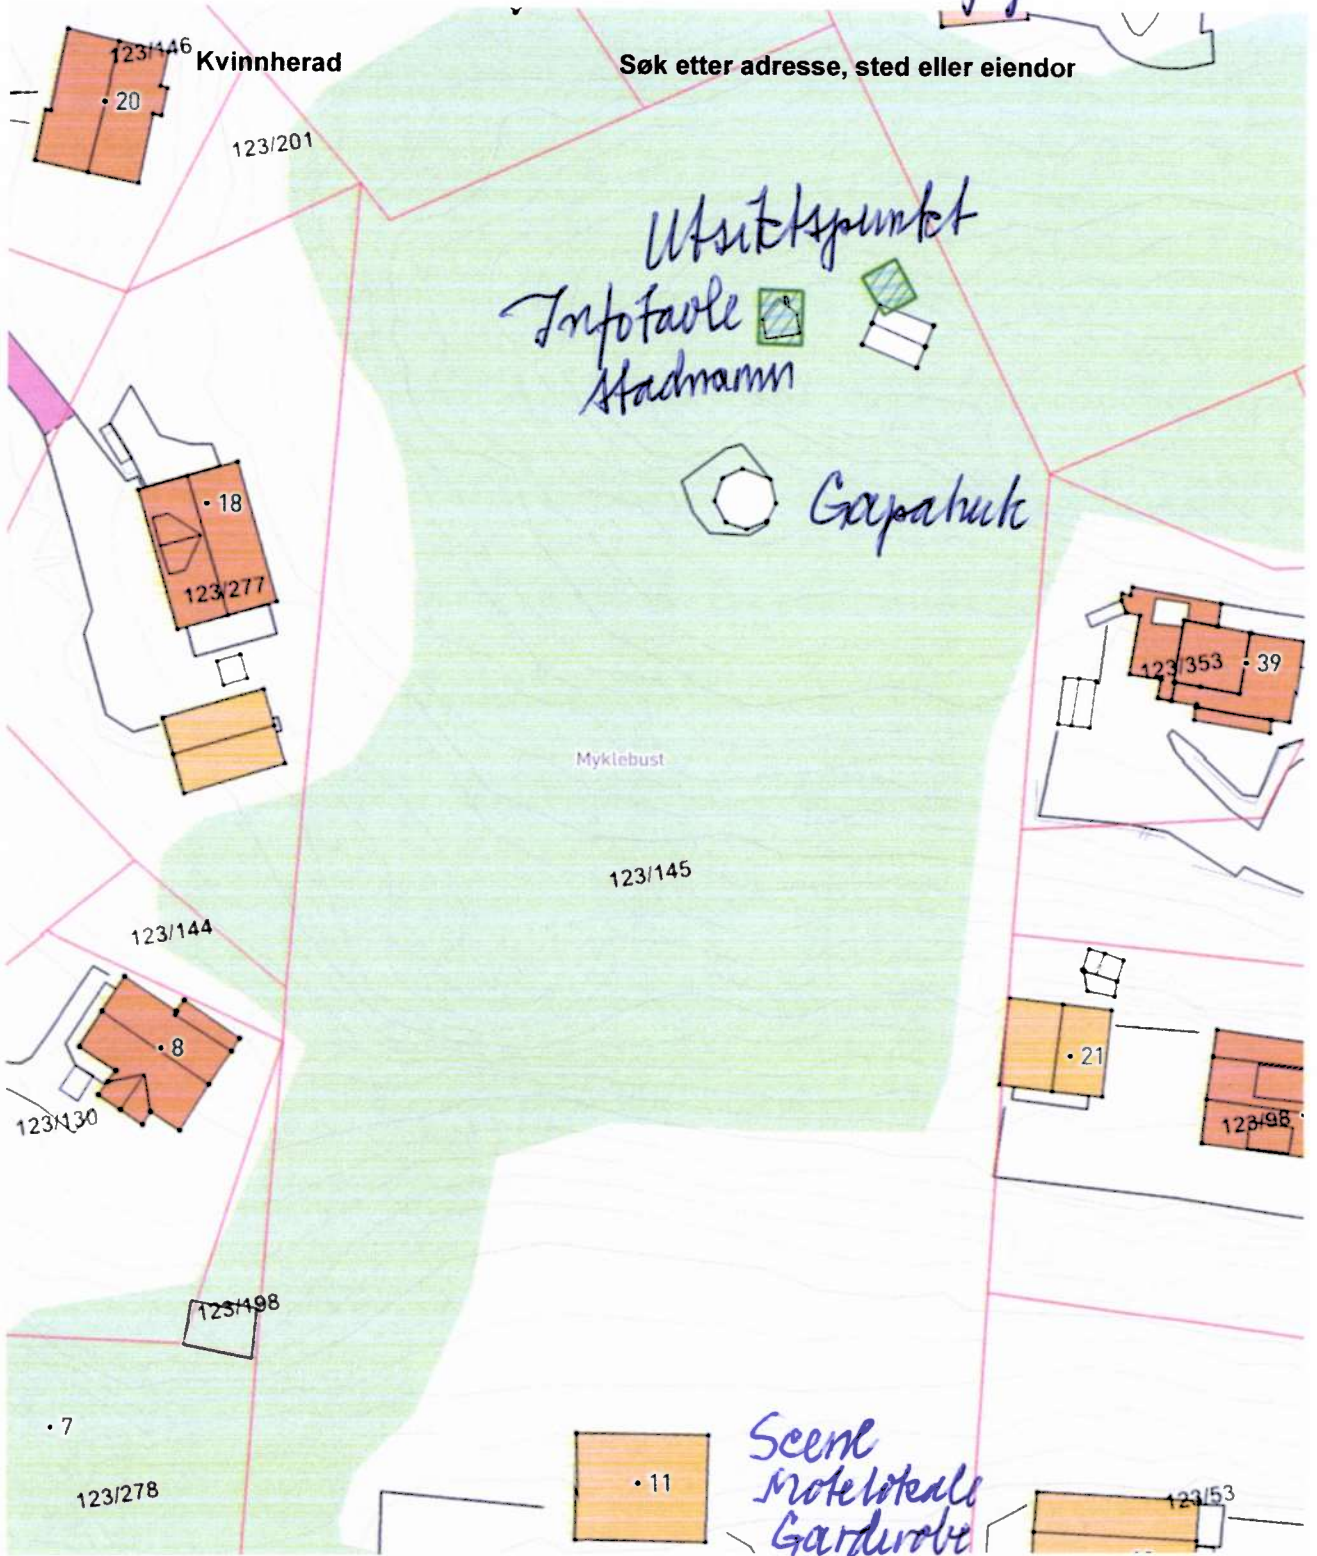 123/146
Kvinnherad
Søk etter adresse, sted eller eiendor
20
123/201
Utsiktspunkt
Infotavle
stadnamn
18
Gapahuk
123/277
123/353
39
Myklebust
123/145
123/144
8
21
123/130
123/98
123/198
7
11
Scene
Møtelokale
Garderobe
123/278
123/53